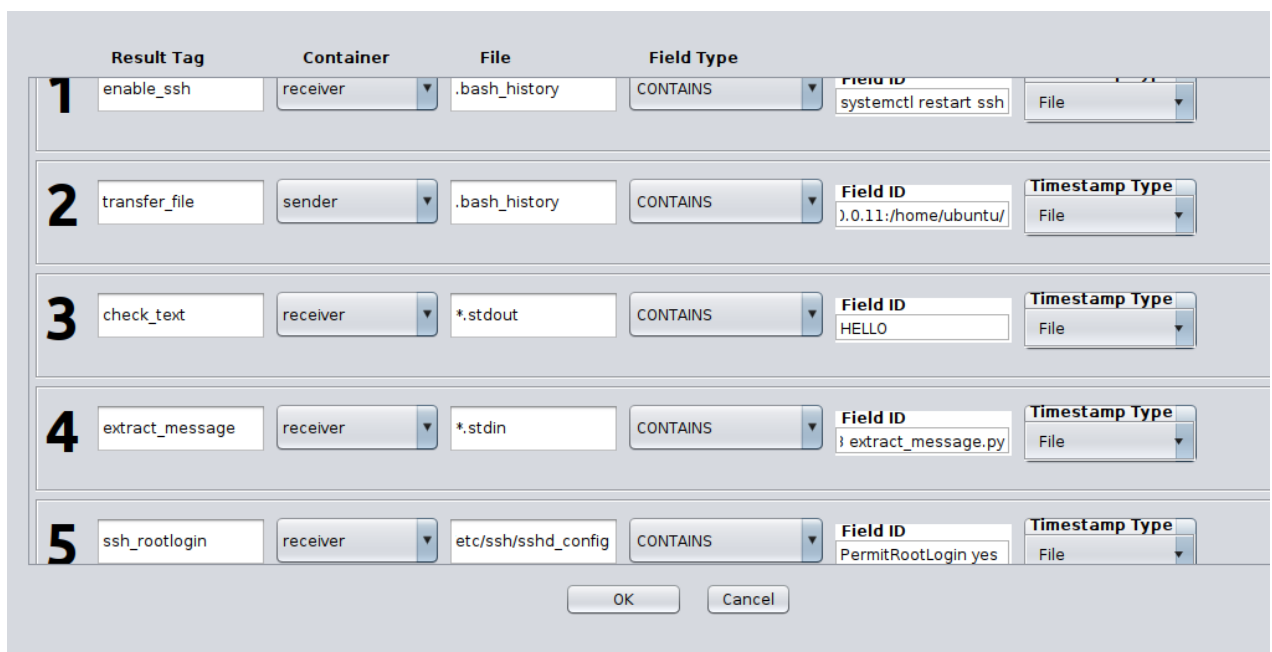 Result Tag Container File Field Type
1 enable_ssh receiver .bash_history CONTAINS Field ID
systemctl restart ssh File
2 transfer_file sender .bash_history CONTAINS Field ID Timestamp Type
.0.11:/home/ubuntu/ File
3 check_text receiver *.stdout CONTAINS Field ID Timestamp Type
HELLO File
4 extract_message receiver *.stdin CONTAINS Field ID Timestamp Type
extract_message.py File
5 ssh_rootlogin receiver etc/ssh/sshd_config CONTAINS Field ID Timestamp Type
PermitRootLogin yes File
OK Cancel